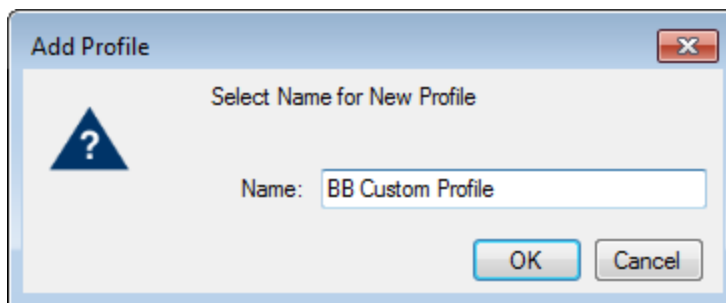 Add Profile
Select Name for New Profile
?
Name: BB Custom Profile
OK Cancel